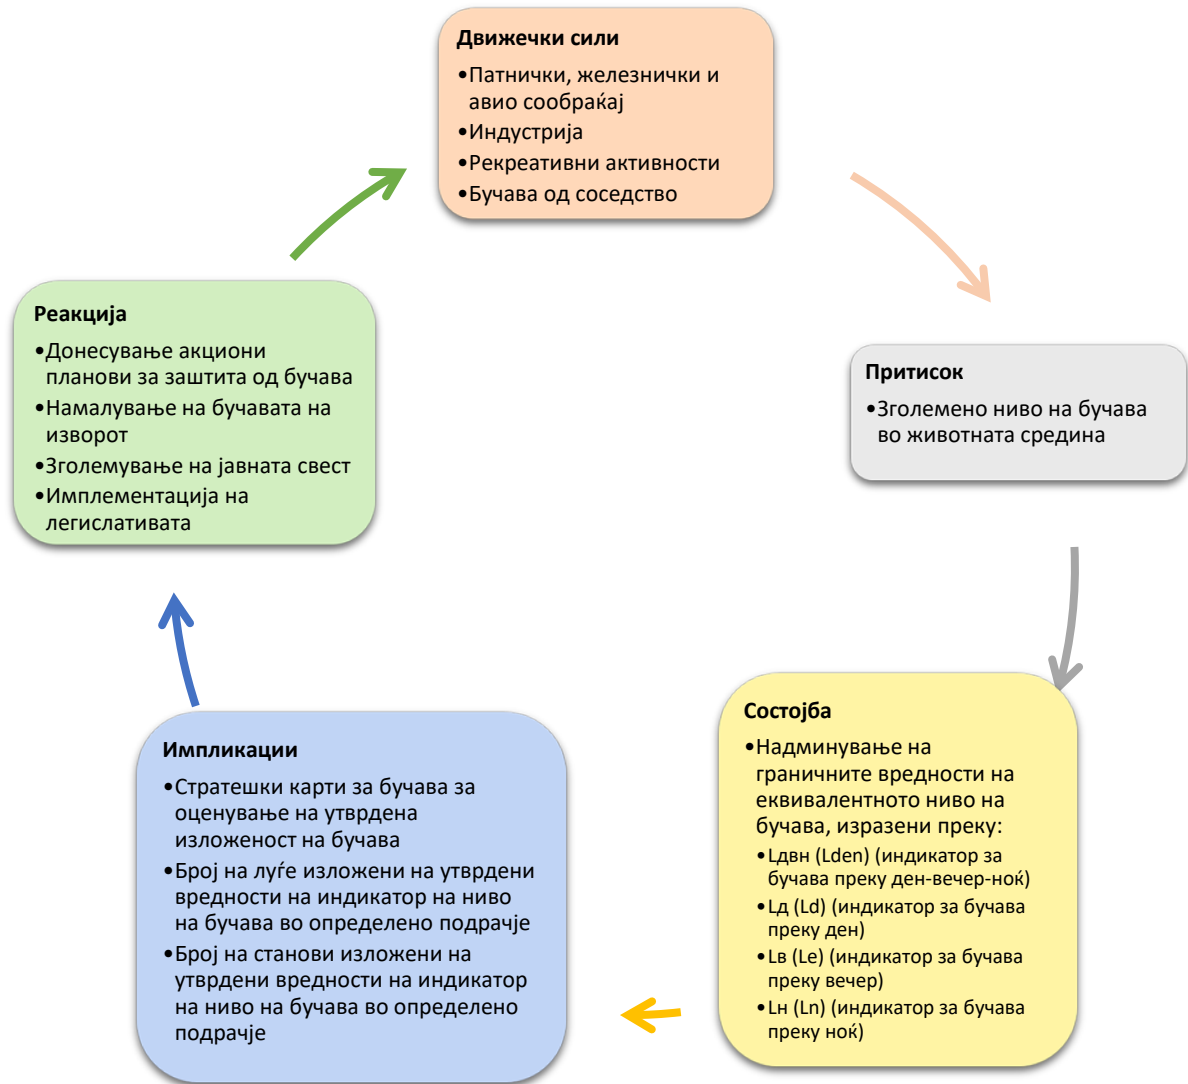 Движечки сили
•Патнички, железнички и
авио сообраќај
•Индустрија
•Рекреативни активности
•Бучава од соседство
Притисок
•Зголемено ниво на бучава
во животната средина
Состојба
•Надминување на
граничните вредности на
еквивалентното ниво на
бучава, изразени преку:
•Lдвн (Lden) (индикатор за
бучава преку ден-вечер-ноќ)
•Lд (Ld) (индикатор за бучава
преку ден)
•Lв (Le) (индикатор за бучава
преку вечер)
•Lн (Ln) (индикатор за бучава
преку ноќ)
Импликации
•Стратешки карти за бучава за
оценување на утврдена
изложеност на бучава
•Број на луѓе изложени на утврдени
вредности на индикатор на ниво
на бучава во определено подрачје
•Број на станови изложени на
утврдени вредности на индикатор
на ниво на бучава во определено
подрачје
Реакција
•Донесување акциони
планови за заштита од бучава
•Намалување на бучавата на
изворот
•Зголемување на јавната свест
•Имплементација на
легислативата